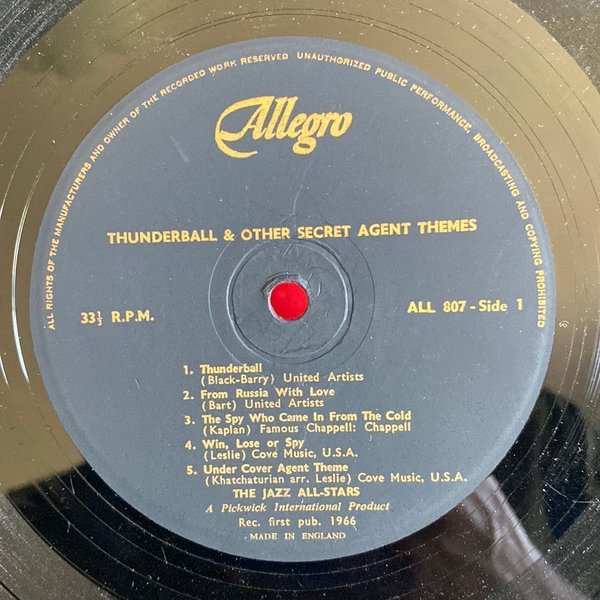 ALL RIGHTS OF THE MANUFACTURERS AND OWNER OF THE RECORDED WORK RESERVED UNAUTHORIZED PUBLIC PERFORMANCE, BROADCASTING AND COPYING PROHIBITED
Allegro
THUNDERBALL & OTHER SECRET AGENT THEMES
33⅓ R.P.M.
ALL 807 - Side 1
1. Thunderball
(Black-Barry) United Artists
2. From Russia With Love
(Bart) United Artists
3. The Spy Who Came In From The Cold
(Kaplan) Famous Chappell: Chappell
4. Win, Lose or Spy
(Leslie) Cove Music, U.S.A.
5. Under Cover Agent Theme
(Khatchaturian arr. Leslie) Cove Music, U.S.A.
THE JAZZ ALL-STARS
A Pickwick International Product
Rec. first pub. 1966
MADE IN ENGLAND